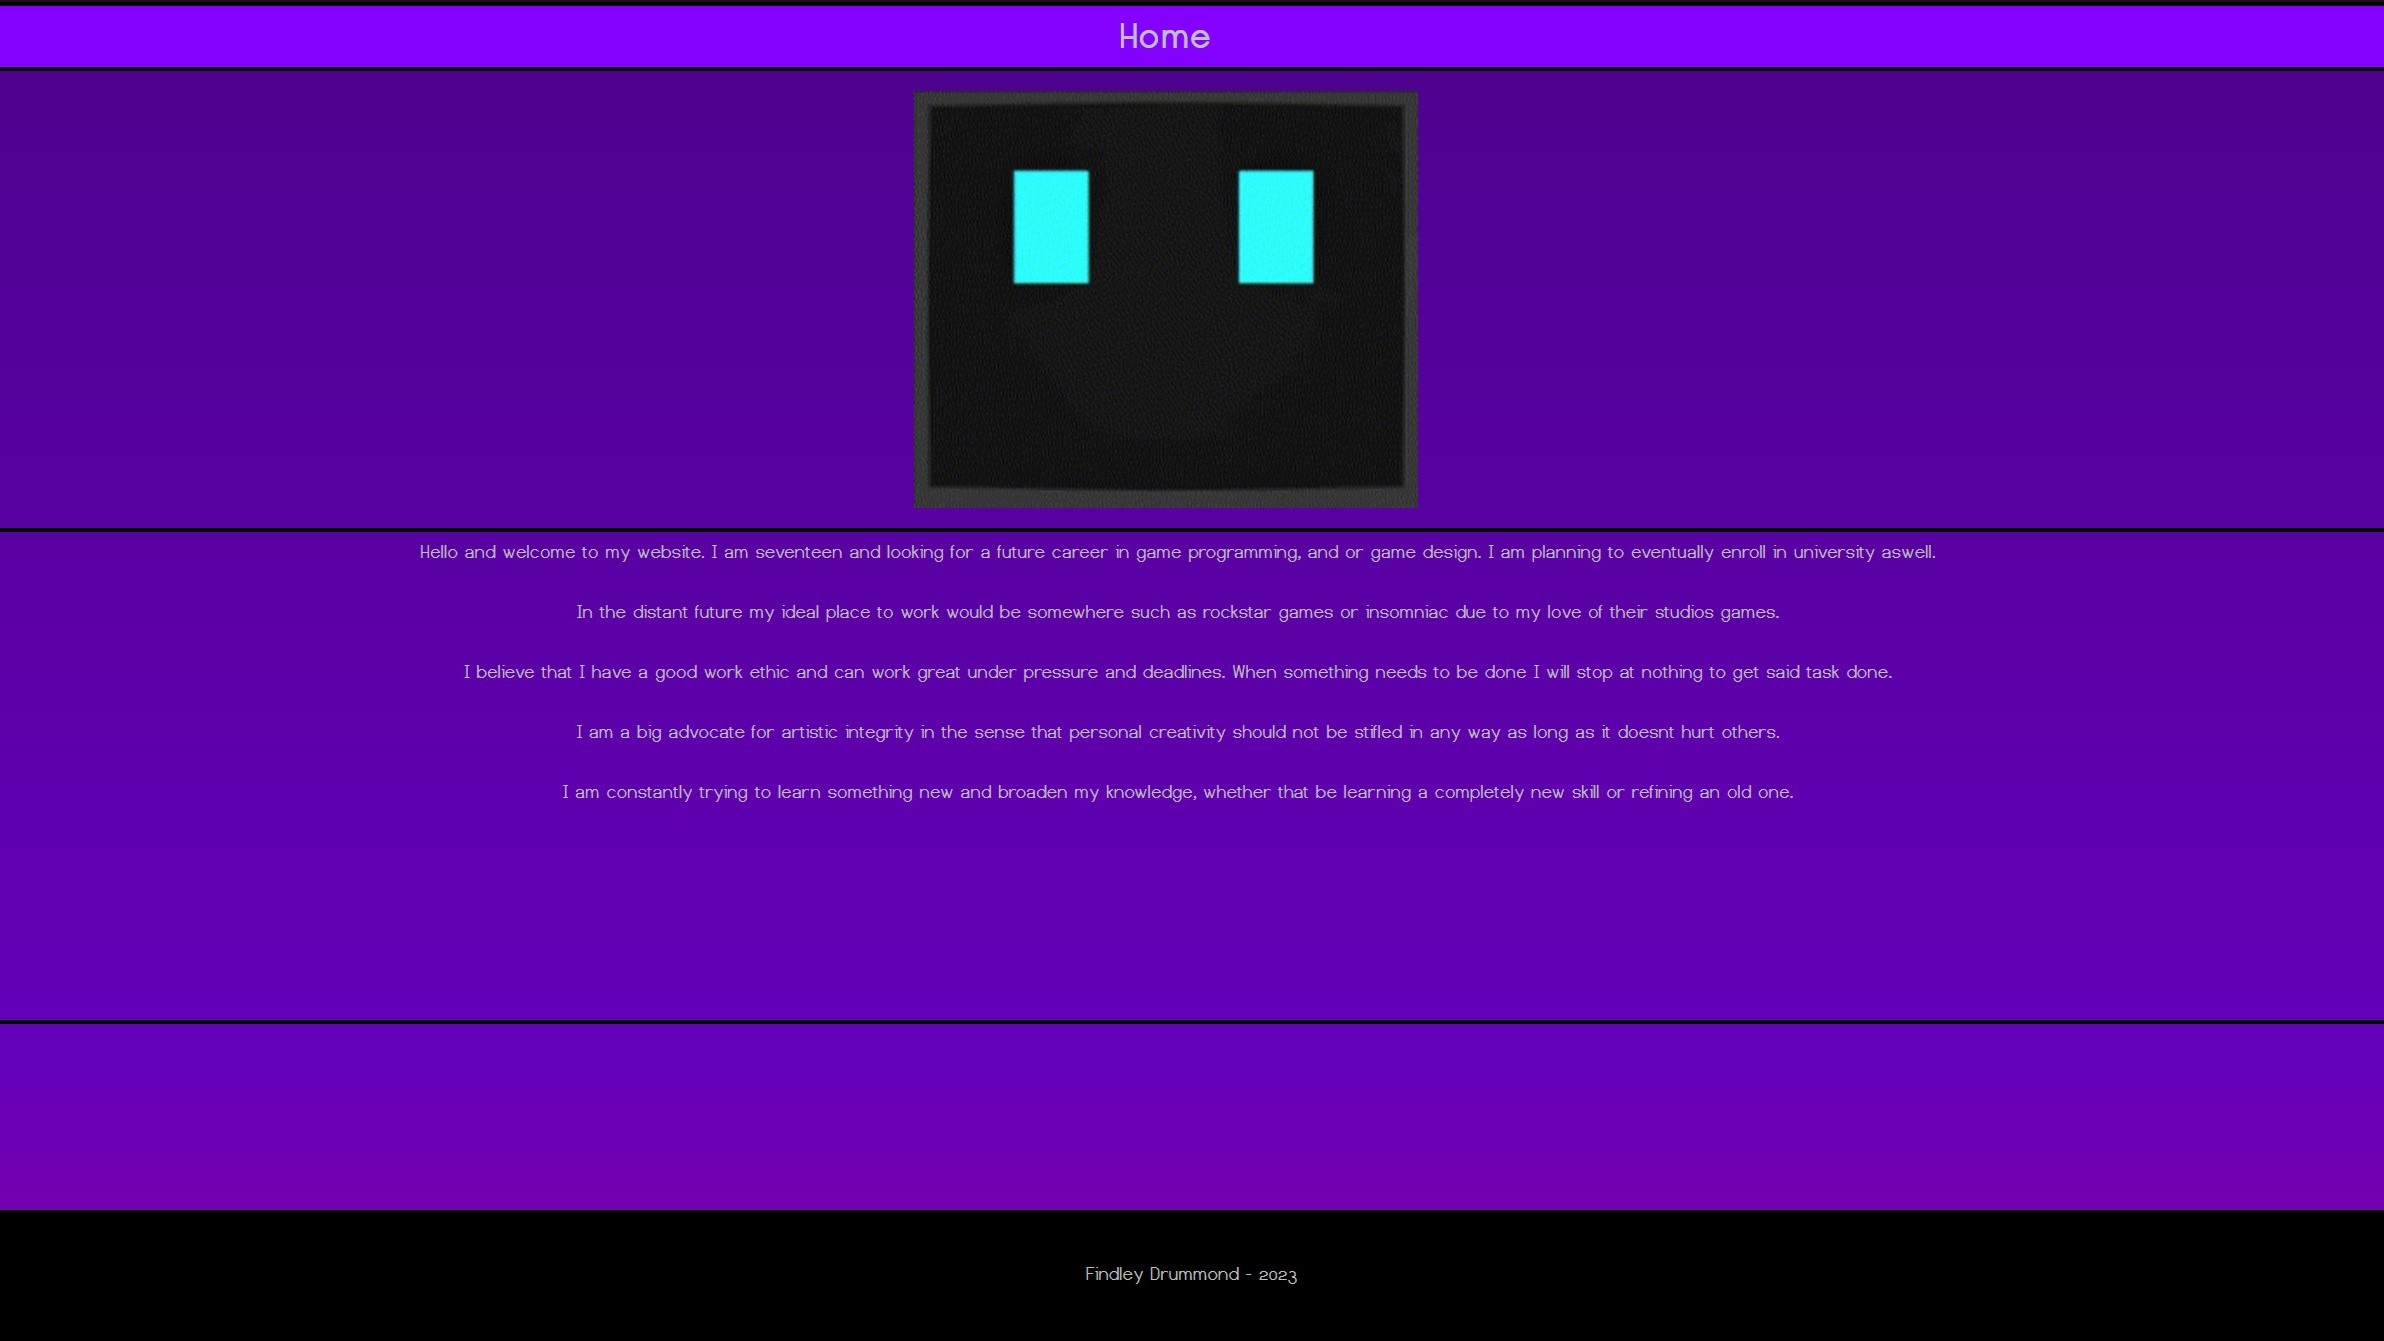 Home
Hello and welcome to my website. I am seventeen and looking for a future career in game programming, and or game design. I am planning to eventually enroll in university aswell.
In the distant future my ideal place to work would be somewhere such as rockstar games or insomniac due to my love of their studios games.
I believe that I have a good work ethic and can work great under pressure and deadlines. When something needs to be done I will stop at nothing to get said task done.
I am a big advocate for artistic integrity in the sense that personal creativity should not be stifled in any way as long as it doesnt hurt others.
I am constantly trying to learn something new and broaden my knowledge, whether that be learning a completely new skill or refining an old one.
Findley Drummond - 2023